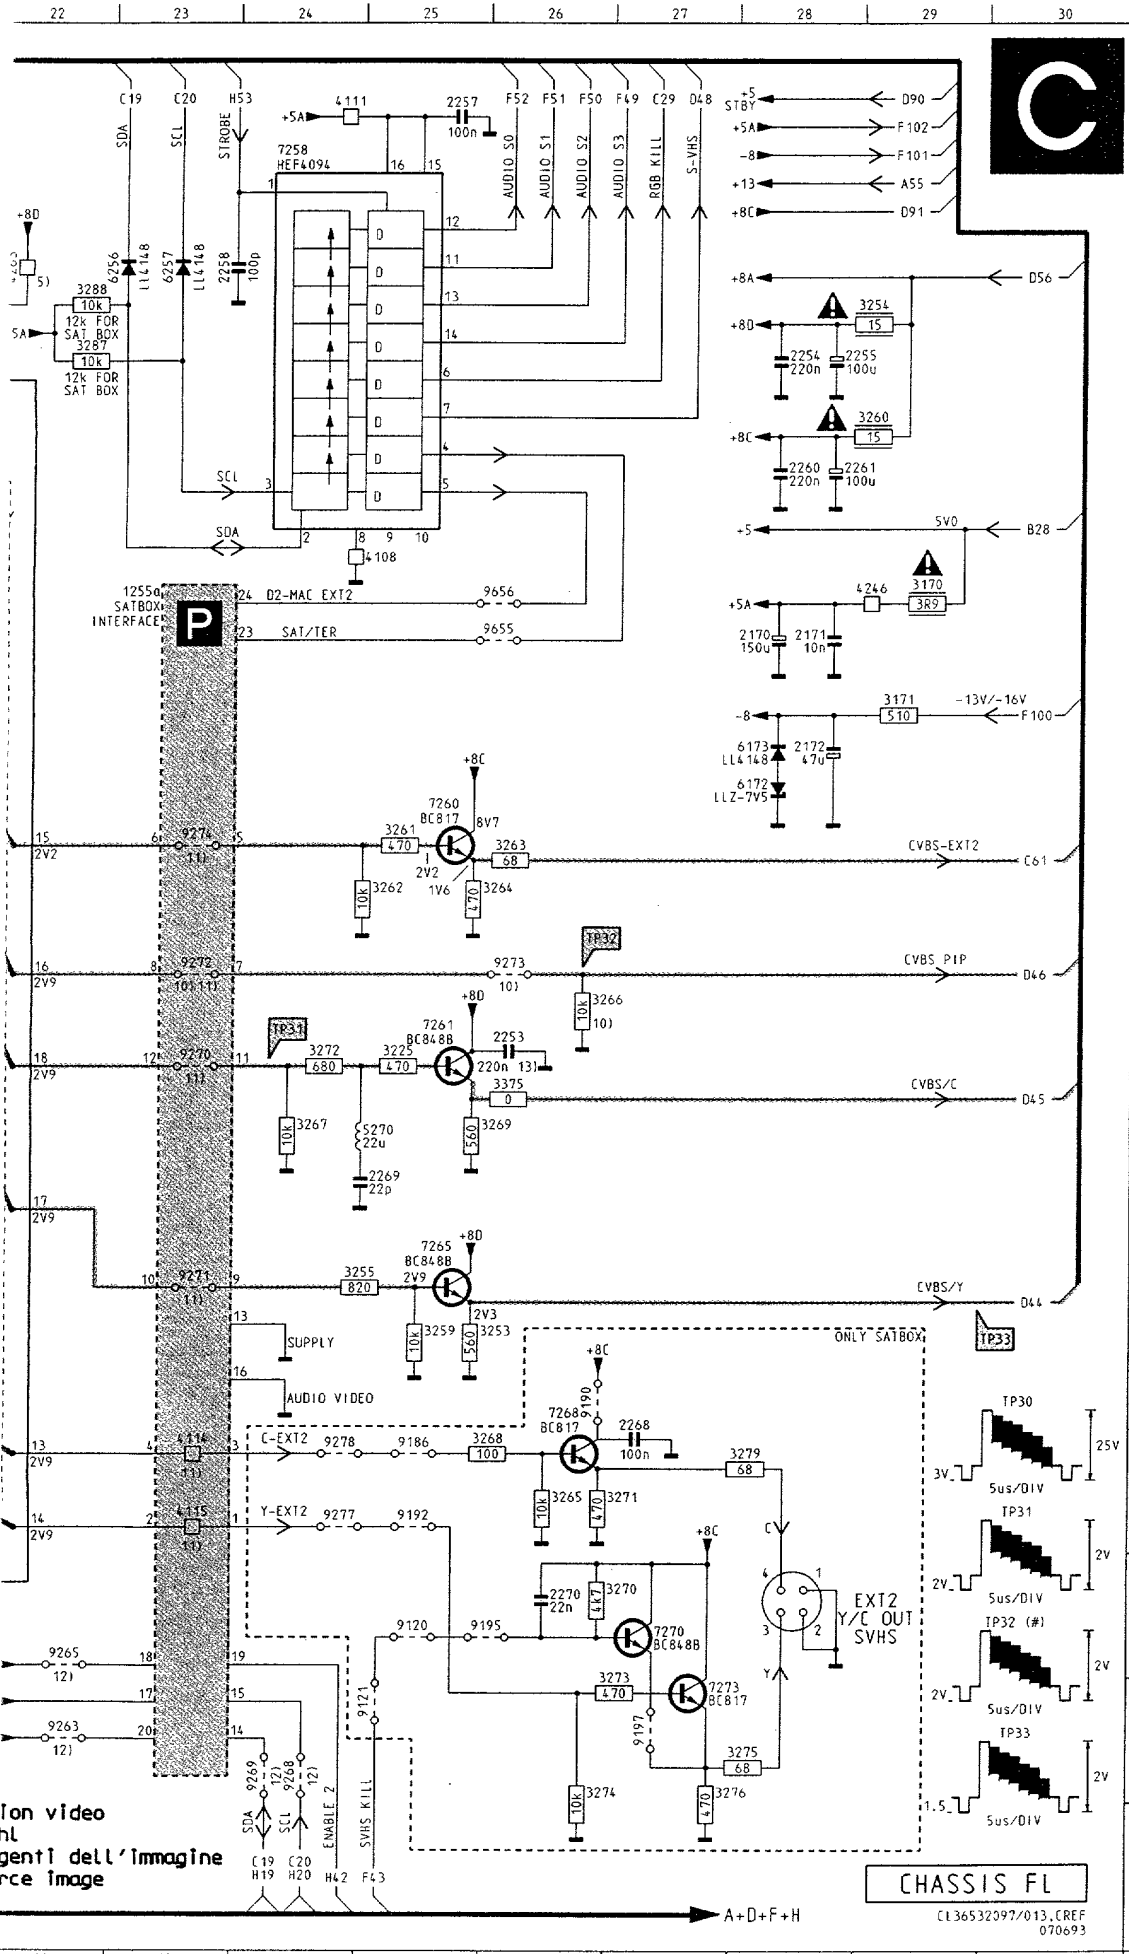 22 23 24 25 26 27 28 29 30
C
C19 C20 H53 F52 F51 F50 F49 C29 D48
SDA SCL STROBE
AUDIO S0 AUDIO S1 AUDIO S2 AUDIO S3 RGB KILL S-VHS
+5A 4111 2257 100n
7258
HEF4094
16 15
1
+5 STBY D90
+5A F102
-8 F101
+13 A55
+8C D91
+8D
5)
6256 LL4148
6257 LL4148
2258 100p
D 12
D 11
D 13
D 14
D 6
D 7
D 4
D 5
3288
10k
12k FOR
SAT BOX
5A
3287
10k
12k FOR
SAT BOX
SCL 3
SDA 2 8 9 10
4108
+8A D56
+8D 3254
15
2254 220n
2255 100u
+8C 3260
15
2260 220n
2261 100u
+5 5V0 B28
+5A 4246 3170
3R9
2170 150u
2171 10n
-8 3171
510
-13V/-16V F100
6173
LL4148
2172
47u
6172
LLZ-7V5
1255a
SATBOX
INTERFACE
P
24 D2-MAC EXT2 9656
23 SAT/TER 9655
+8C
7260
BC817
8V7
15
2V2
6 9274 5
11)
3261
470
2V2
1V6
3263
68
CVBS-EXT2 C61
3262
10k
3264
470
TP32
16
2V9
8 9272 7
10) 11)
9273
10)
CVBS PIP D46
3266
10k
10)
+8D
TP31
7261
BC848B
2253
220n 13)
18
2V9
12 9270 11
11)
3272
680
3225
470
3375
0
CVBS/C D45
3267
10k
5270
22u
2269
22p
3269
560
17
2V9
+8D
7265
BC848B
10 9271 9
11)
3255
820
2V9
2V3
CVBS/Y D44
TP33
3259
10k
3253
560
13
SUPPLY
16
AUDIO VIDEO
ONLY SATBOX
+8C
9190
7268
BC817
2268
100n
13
2V9
4 4114 3
11)
C-EXT2 9278 9186 3268
100
3279
68
3265
10k
3271
470
14
2V9
2 4115 1
11)
Y-EXT2 9277 9192
+8C
C
4 1
3 2
EXT2
Y/C OUT
SVHS
Y
2270
22n
3270
4k7
9120 9195
7270
BC848B
3273
470
7273
BC817
9121
9197
3275
68
3274
10k
3276
470
9265
12)
18 19
17 15
9263
12)
20 14
9269 12)
9268 12)
SDA SCL ENABLE 2 SVHS KILL
C19
H19
C20
H20
H42 F43
TP30
25V
3V
5us/DIV
TP31
2V
2V
5us/DIV
TP32 (#)
2V
2V
5us/DIV
TP33
2V
1.5
5us/DIV
ion video
hl
genti dell'immagine
rce image
A+D+F+H
CHASSIS FL
CL36532097/013.CREF
070693